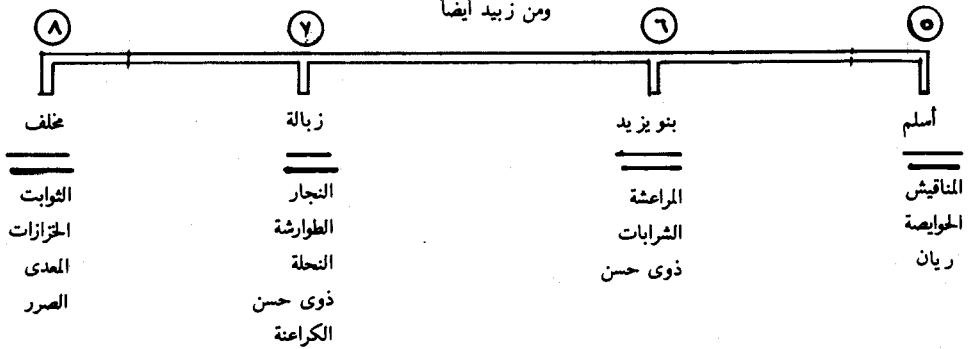 ومن زبيد ايضا
٥ ٦ ٧ ٨
أسلم
المناقيش
الحوايصة
ريان
بنو يزيد
المراعشة
الشرابات
ذوى حسن
زبالة
النجار
الطوارشة
النحلة
ذوى حسن
الكراعنة
مخلف
الثوابت
الخزازات
المعدى
الصرر